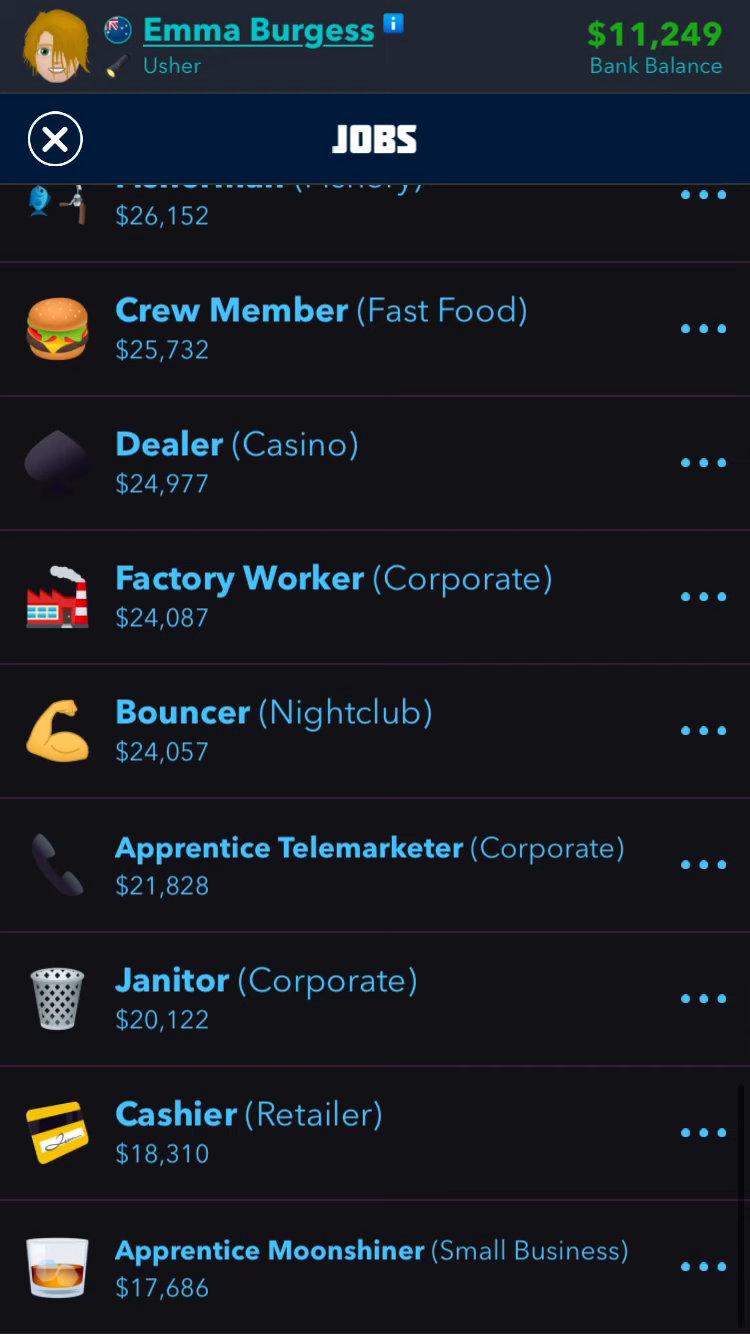 Emma Burgess
Usher
$11,249
Bank Balance
JOBS
Fisherman (Fishery)
$26,152
Crew Member (Fast Food)
$25,732
Dealer (Casino)
$24,977
Factory Worker (Corporate)
$24,087
Bouncer (Nightclub)
$24,057
Apprentice Telemarketer (Corporate)
$21,828
Janitor (Corporate)
$20,122
Cashier (Retailer)
$18,310
Apprentice Moonshiner (Small Business)
$17,686